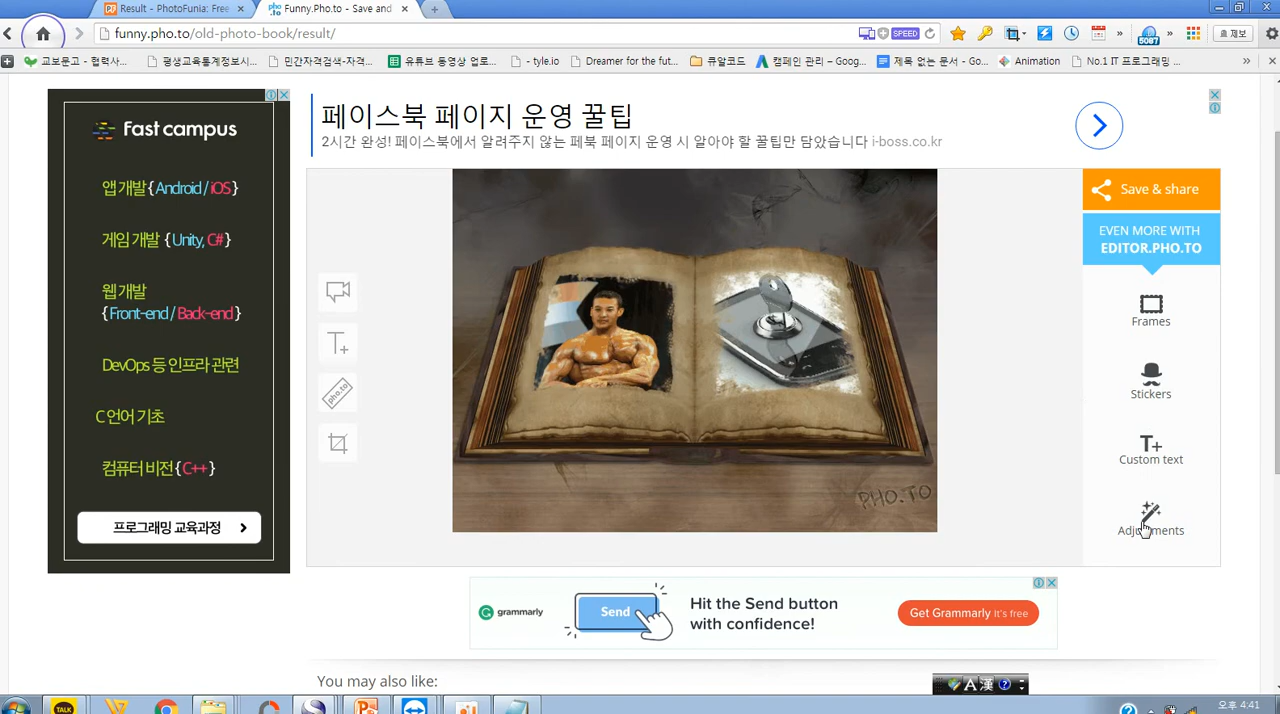 Result - PhotoFunia: Free
Funny.Pho.to - Save and
funny.pho.to/old-photo-book/result/
SPEED
5087
제보
교보문고 - 협력사...
평생교육통계정보시...
민간자격검색-자격...
유튜브 동영상 업로...
- tyle.io
Dreamer for the fut...
큐알코드
캠페인 관리 – Goog...
제목 없는 문서 - Go...
Animation
No.1 IT 프로그래밍 ...
Fast campus
앱 개발 { Android / iOS }
게임 개발 { Unity, C# }
웹 개발
{ Front-end / Back-end }
DevOps 등 인프라 관련
C 언어 기초
컴퓨터 비전 { C++ }
프로그래밍 교육과정
페이스북 페이지 운영 꿀팁
2시간 완성! 페이스북에서 알려주지 않는 페북 페이지 운영 시 알아야 할 꿀팁만 담았습니다 i-boss.co.kr
pho.to
PHO.TO
Save & share
EVEN MORE WITH
EDITOR.PHO.TO
Frames
Stickers
T+
Custom text
Adjustments
grammarly
Send
Hit the Send button
with confidence!
Get Grammarly It's free
You may also like:
A漢
TALK
오후 4:41